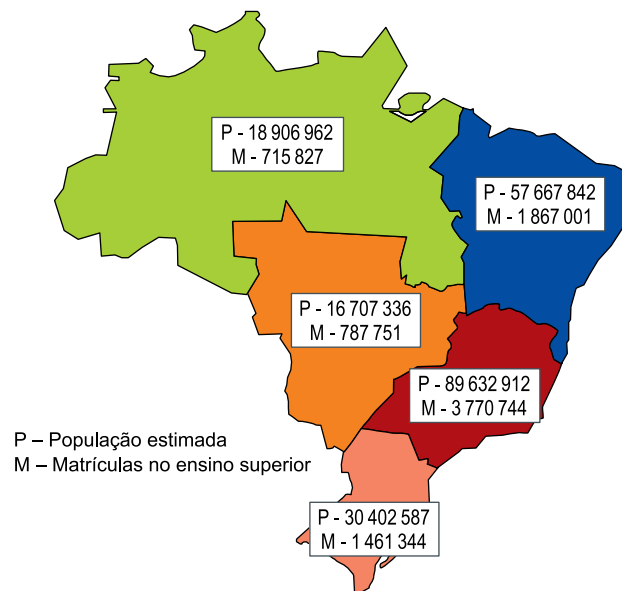 P - 18 906 962
M - 715 827
P - 57 667 842
M - 1 867 001
P - 16 707 336
M - 787 751
P - 89 632 912
M - 3 770 744
P – População estimada
M – Matrículas no ensino superior
P - 30 402 587
M - 1 461 344